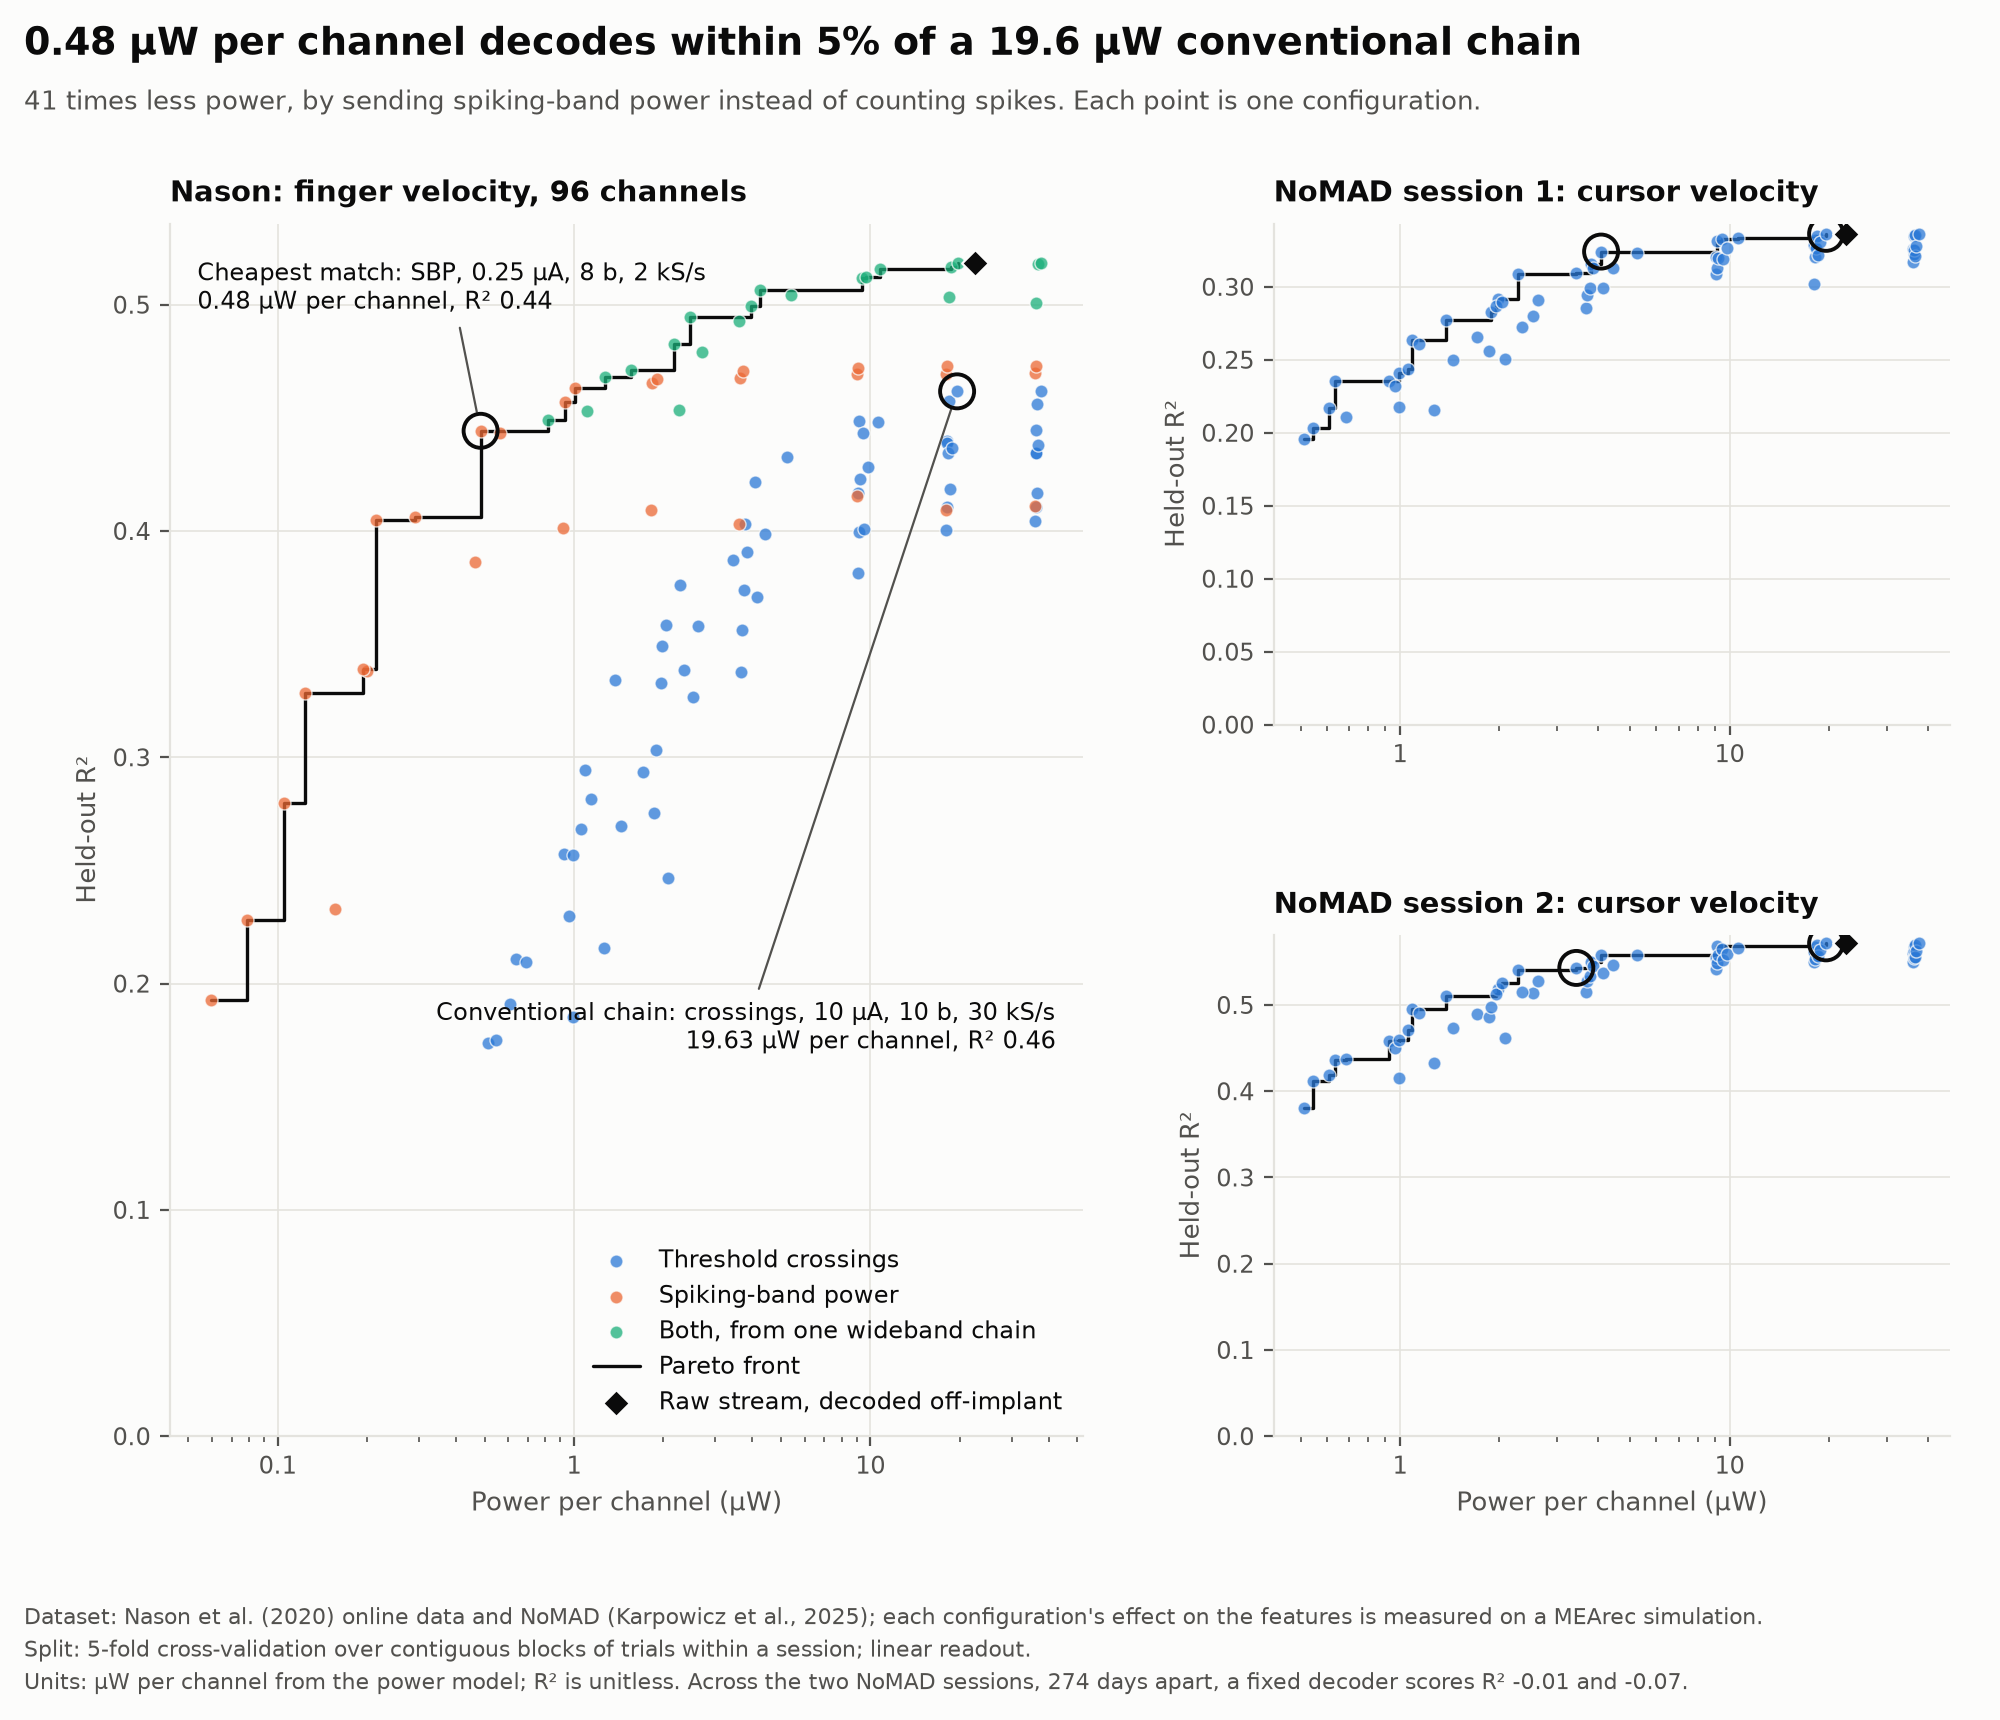 0.48 µW per channel decodes within 5% of a 19.6 µW conventional chain
41 times less power, by sending spiking-band power instead of counting spikes. Each point is one configuration.
Nason: finger velocity, 96 channels
Cheapest match: SBP, 0.25 µA, 8 b, 2 kS/s
0.48 µW per channel, R² 0.44
0.5
0.4
0.3
0.2
0.1
0.0
Held-out R²
Conventional chain: crossings, 10 µA, 10 b, 30 kS/s
19.63 µW per channel, R² 0.46
Threshold crossings
Spiking-band power
Both, from one wideband chain
Pareto front
Raw stream, decoded off-implant
0.1
1
10
Power per channel (µW)
NoMAD session 1: cursor velocity
0.30
0.25
0.20
0.15
0.10
0.05
0.00
Held-out R²
1
10
NoMAD session 2: cursor velocity
0.5
0.4
0.3
0.2
0.1
0.0
Held-out R²
1
10
Power per channel (µW)
Dataset: Nason et al. (2020) online data and NoMAD (Karpowicz et al., 2025); each configuration's effect on the features is measured on a MEArec simulation.
Split: 5-fold cross-validation over contiguous blocks of trials within a session; linear readout.
Units: µW per channel from the power model; R² is unitless. Across the two NoMAD sessions, 274 days apart, a fixed decoder scores R² -0.01 and -0.07.